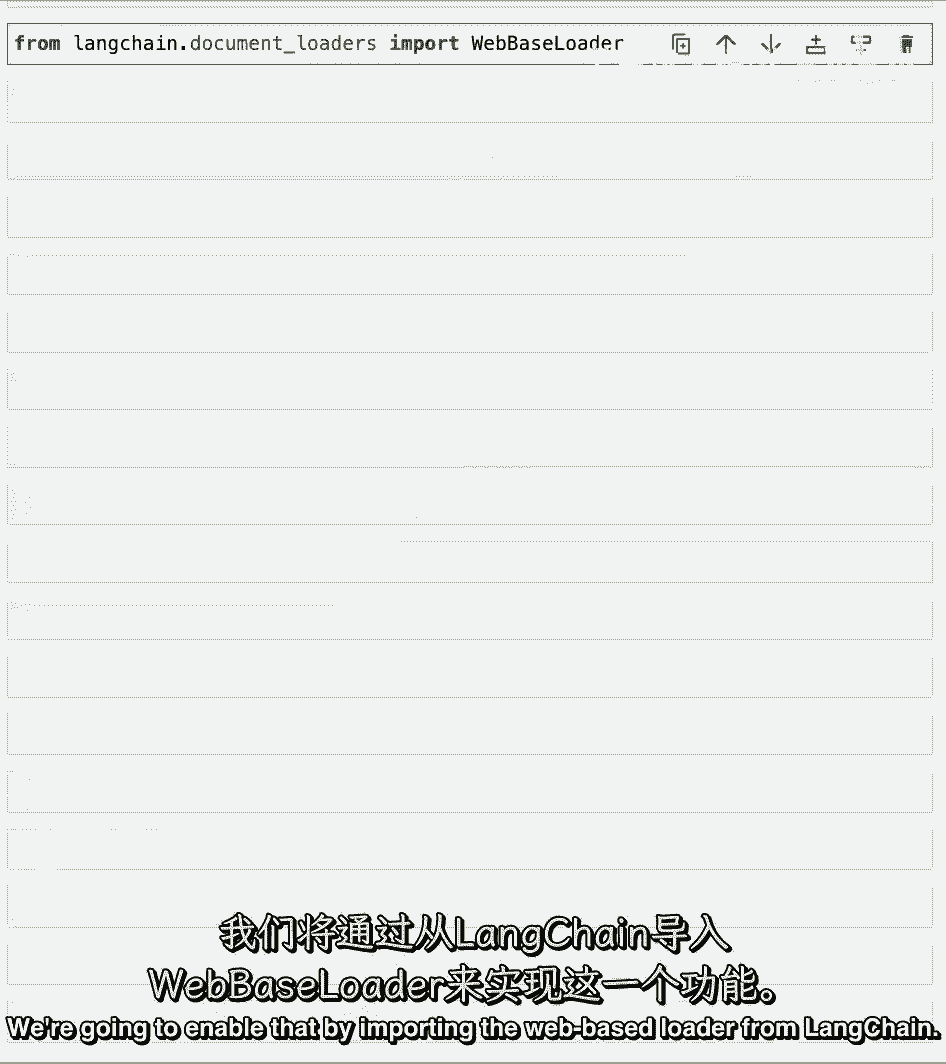 from langchain.document_loaders import WebBaseLoader
我们将通过从LangChain导入
WebBaseLoader来实现这一个功能。
We're going to enable that by importing the web-based loader from LangChain.